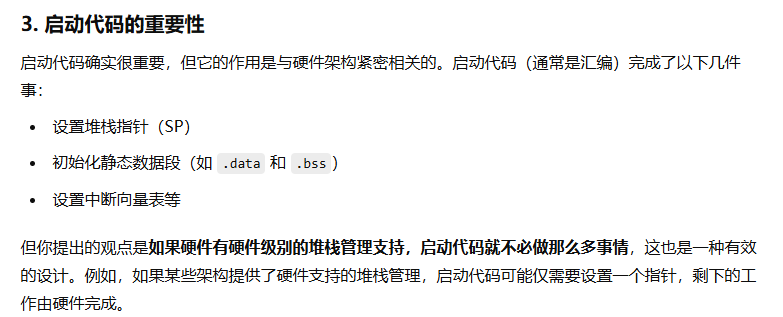 3. 启动代码的重要性
启动代码确实很重要，但它的作用是与硬件架构紧密相关的。启动代码（通常是汇编）完成了以下几件
事：
• 设置堆栈指针（SP）
• 初始化静态数据段（如 .data 和 .bss）
• 设置中断向量表等
但你提出的观点是如果硬件有硬件级别的堆栈管理支持，启动代码就不必做那么多事情，这也是一种有效
的设计。例如，如果某些架构提供了硬件支持的堆栈管理，启动代码可能仅需要设置一个指针，剩下的工
作由硬件完成。